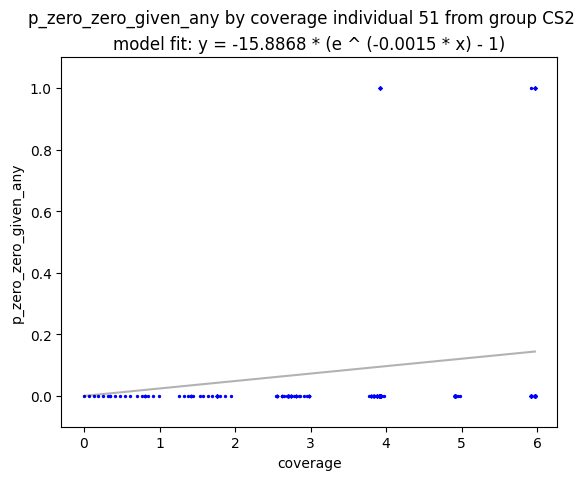 p_zero_zero_given_any by coverage individual 51 from group CS2
model fit: y = -15.8868 * (e ^ (-0.0015 * x) - 1)
1.0
0.8
0.6
0.4
0.2
0.0
p_zero_zero_given_any
0 1 2 3 4 5 6
coverage